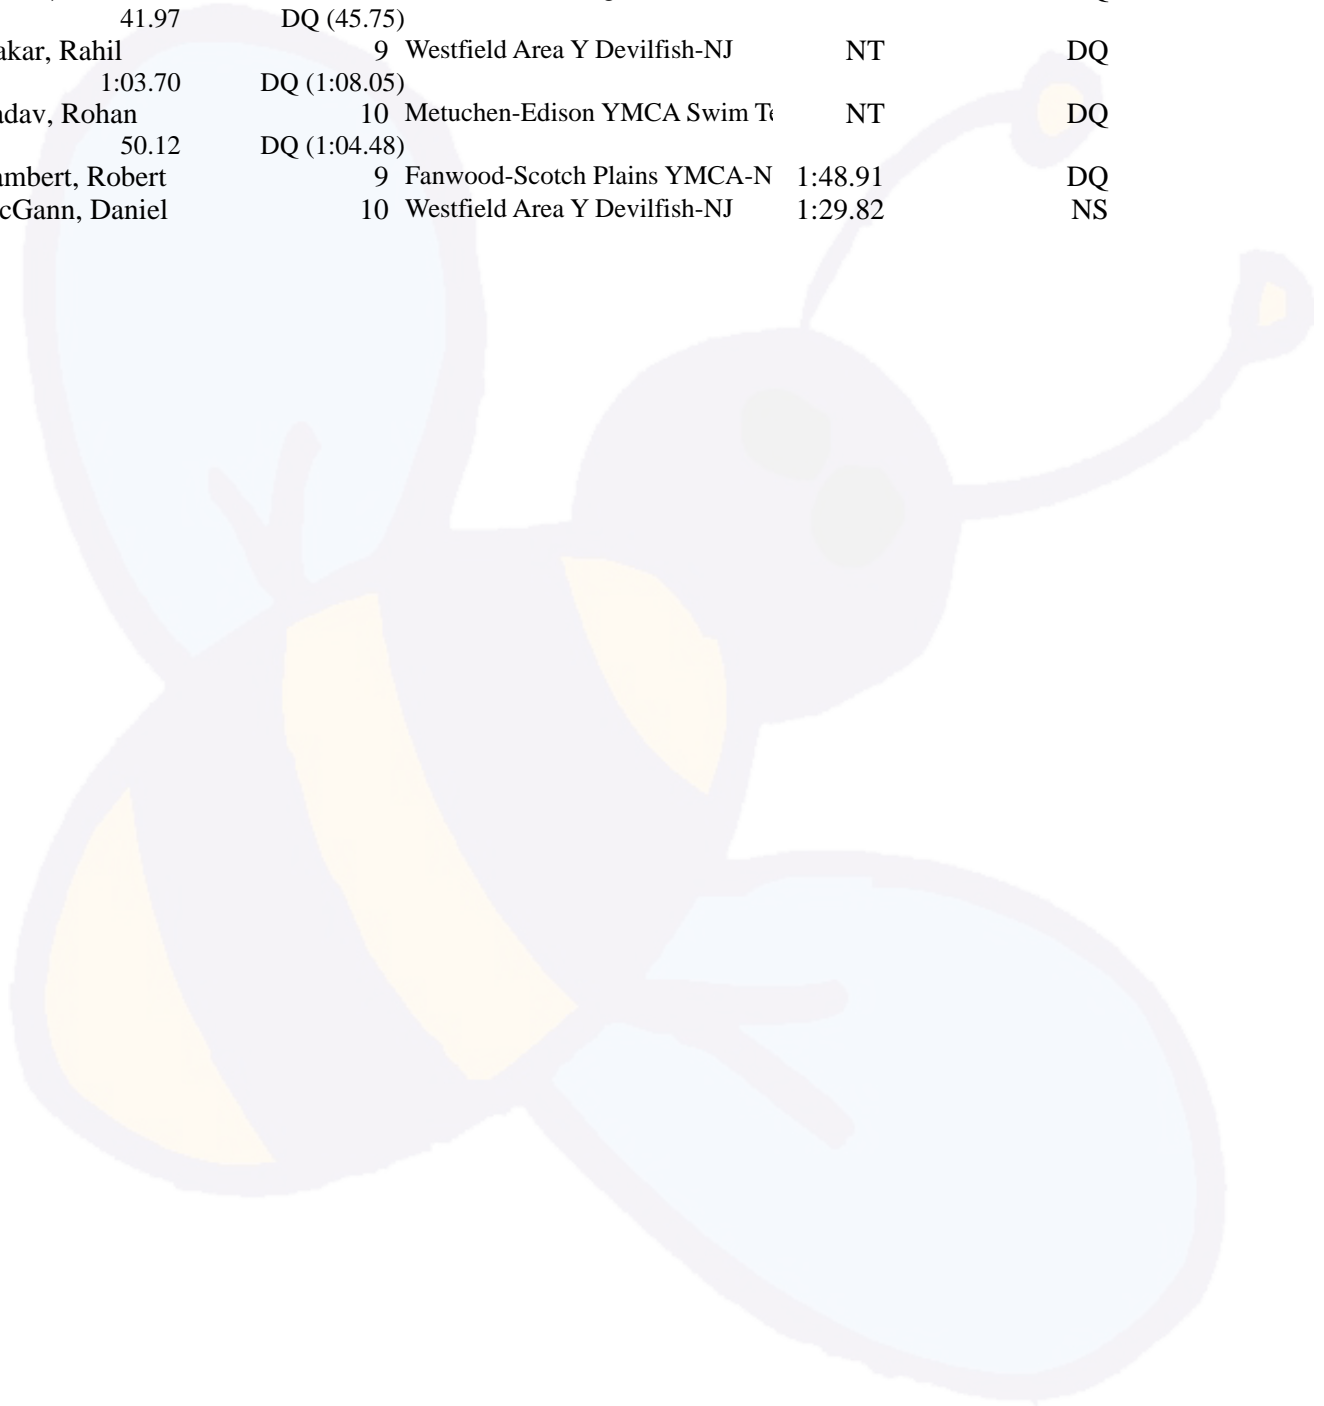 41.97 DQ (45.75)
akar, Rahil 9 Westfield Area Y Devilfish-NJ NT DQ
1:03.70 DQ (1:08.05)
adav, Rohan 10 Metuchen-Edison YMCA Swim Te NT DQ
50.12 DQ (1:04.48)
ambert, Robert 9 Fanwood-Scotch Plains YMCA-N 1:48.91 DQ
cGann, Daniel 10 Westfield Area Y Devilfish-NJ 1:29.82 NS